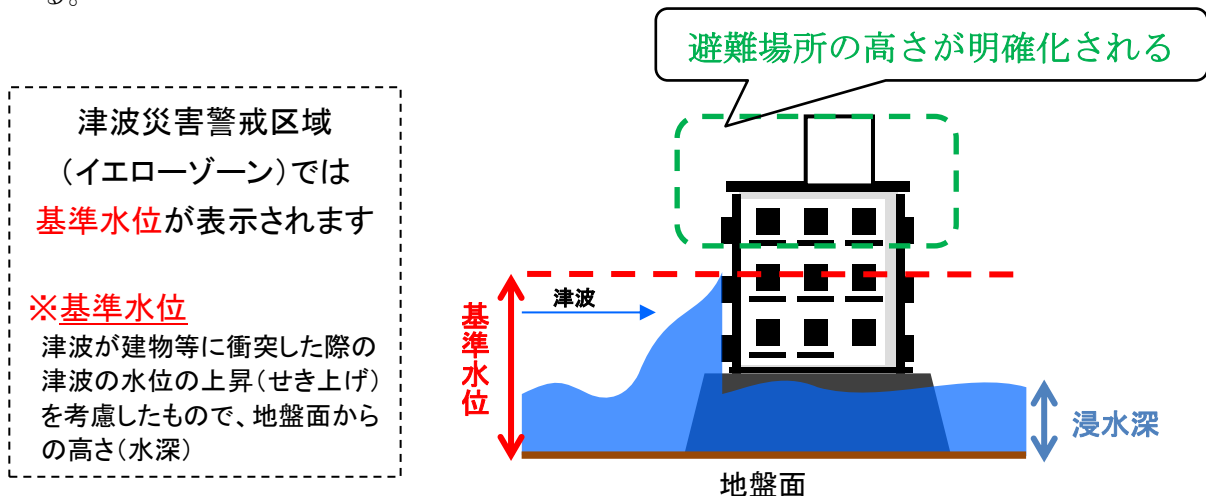 る。
避難場所の高さが明確化される
津波災害警戒区域
（イエローゾーン）では
基準水位が表示されます
※基準水位
津波が建物等に衝突した際の
津波の水位の上昇（せき上げ）
を考慮したもので、地盤面から
の高さ（水深）
津波
基準水位
浸水深
地盤面